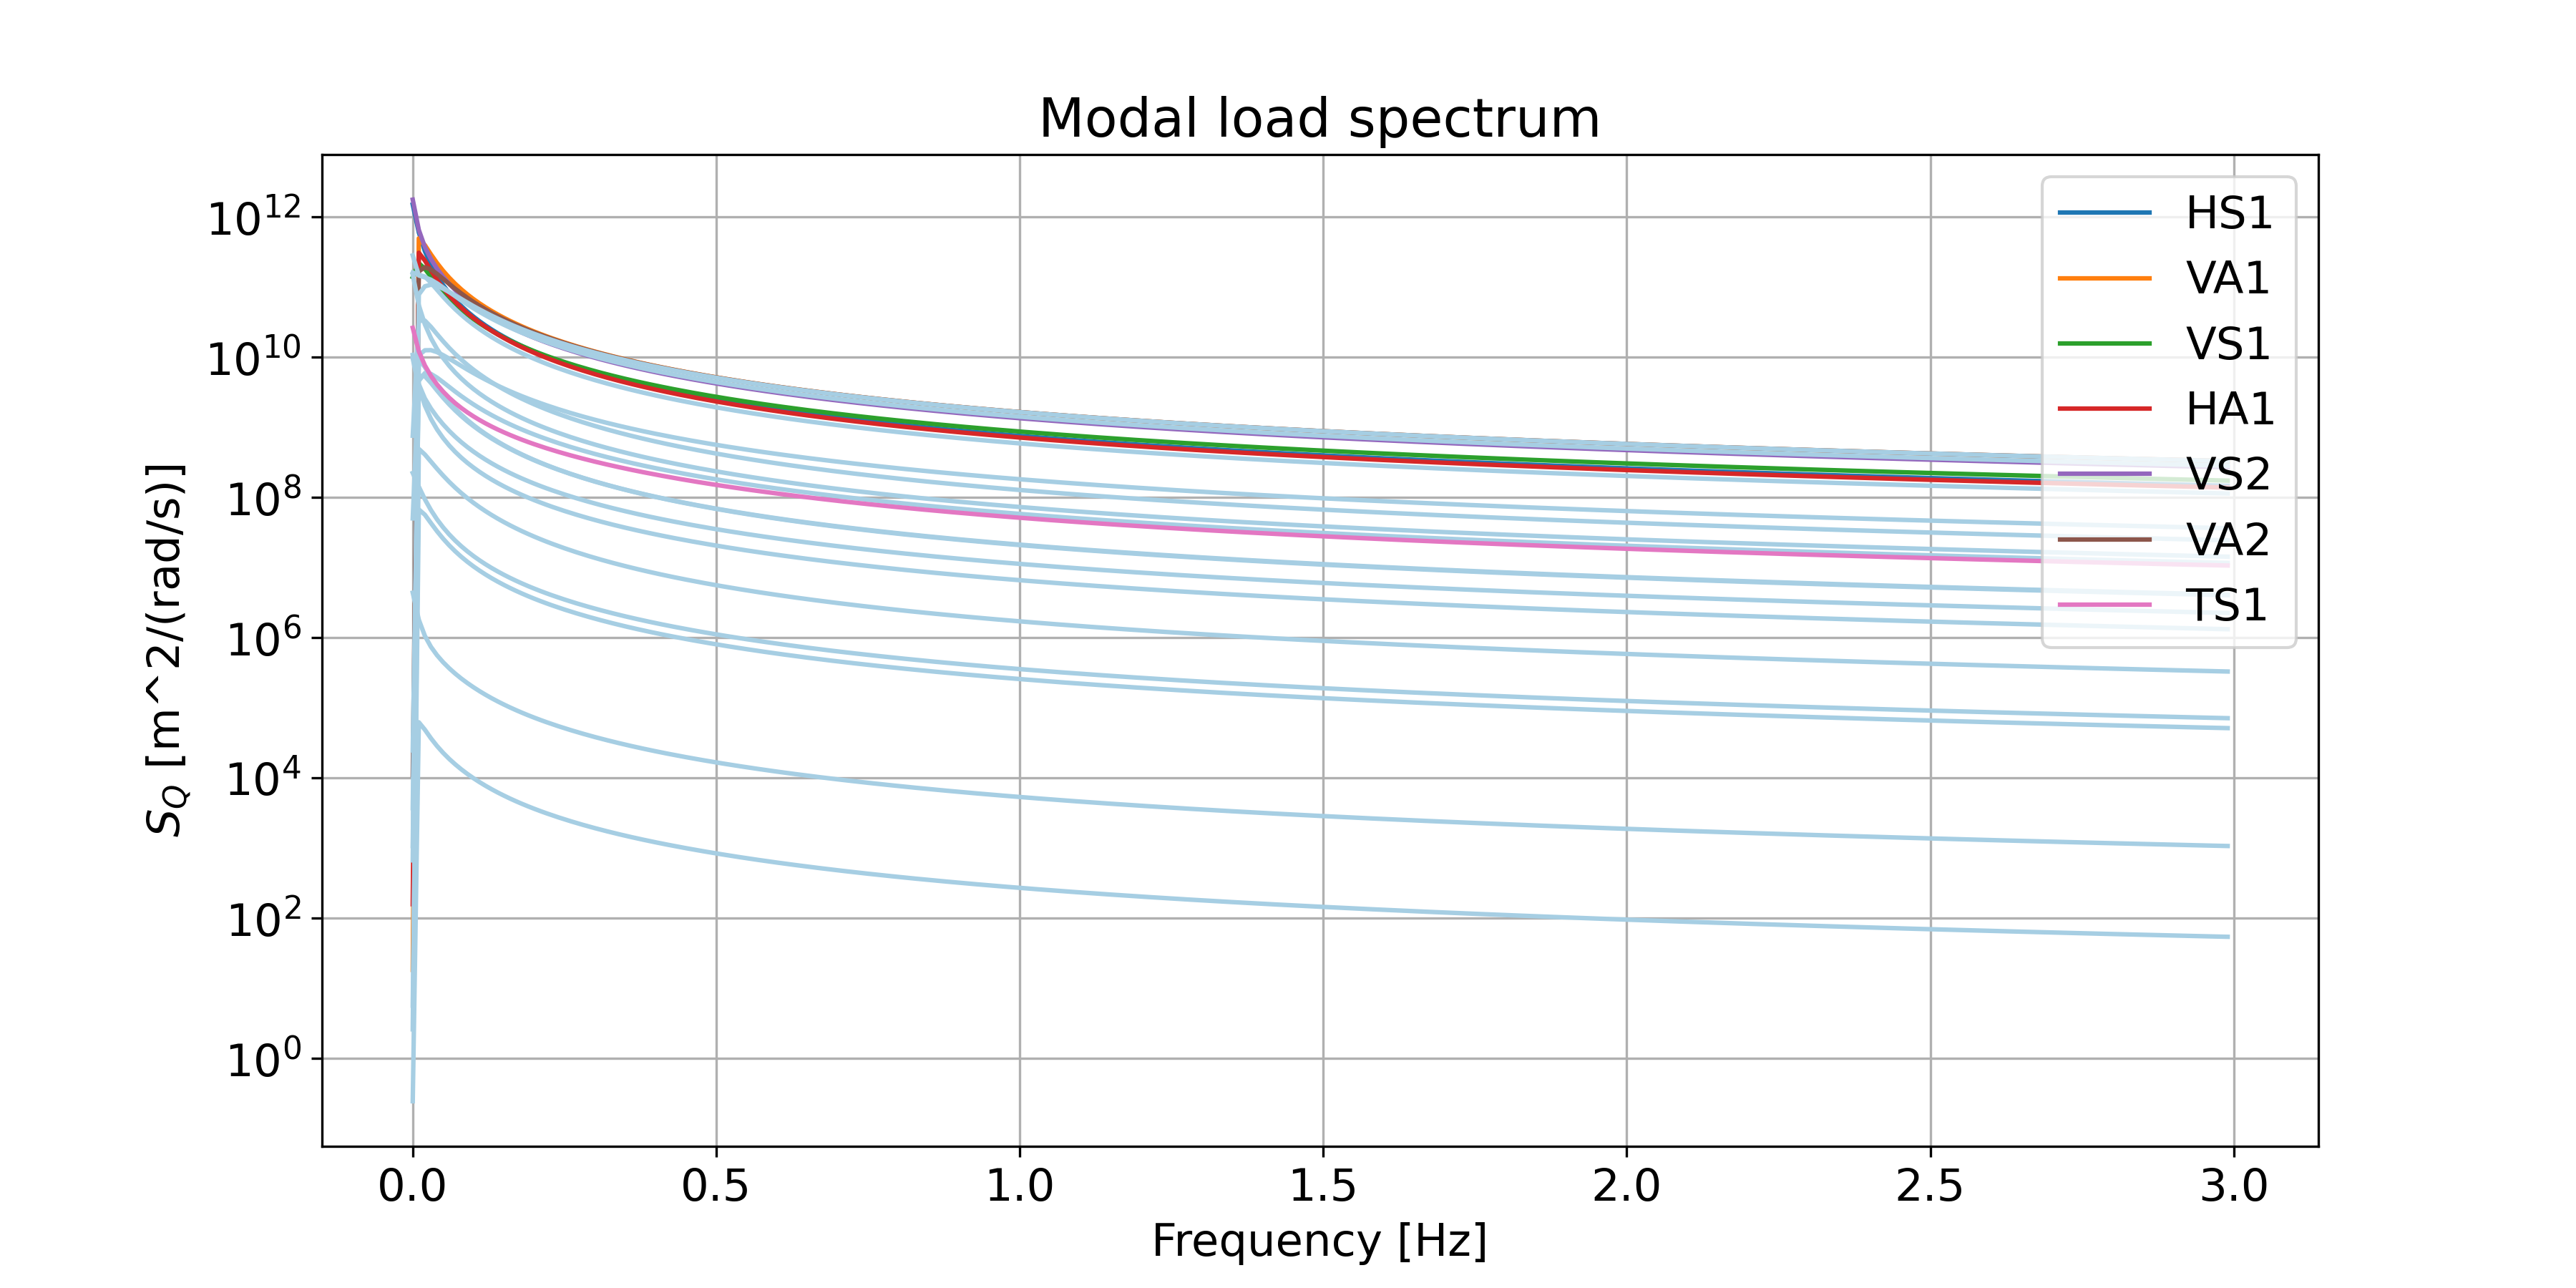 Modal load spectrum
S_Q [m^2/(rad/s)]
10^12
10^10
10^8
10^6
10^4
10^2
10^0
HS1
VA1
VS1
HA1
VS2
VA2
TS1
0.0 0.5 1.0 1.5 2.0 2.5 3.0
Frequency [Hz]